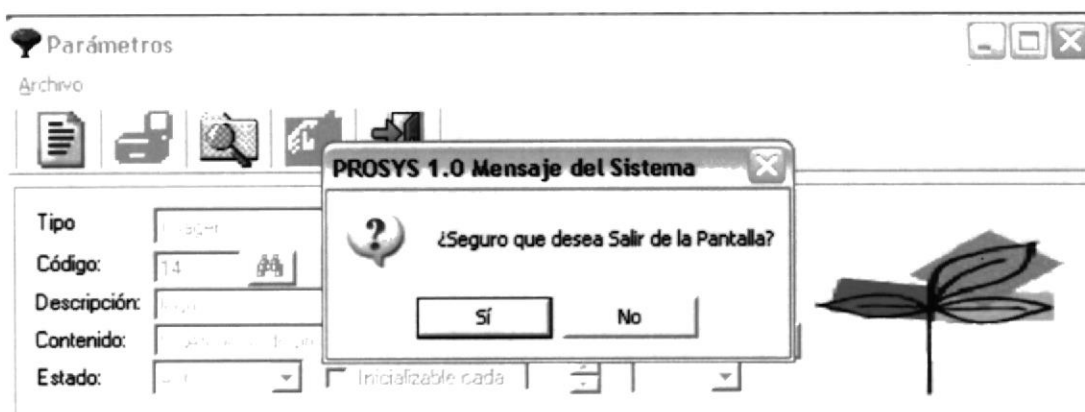 Parámetros
Archivo
PROSYS 1.0 Mensaje del Sistema
¿Seguro que desea Salir de la Pantalla?
Sí
No
Tipo
Código:
14
Descripción:
Contenido:
Estado:
Inicializable cada